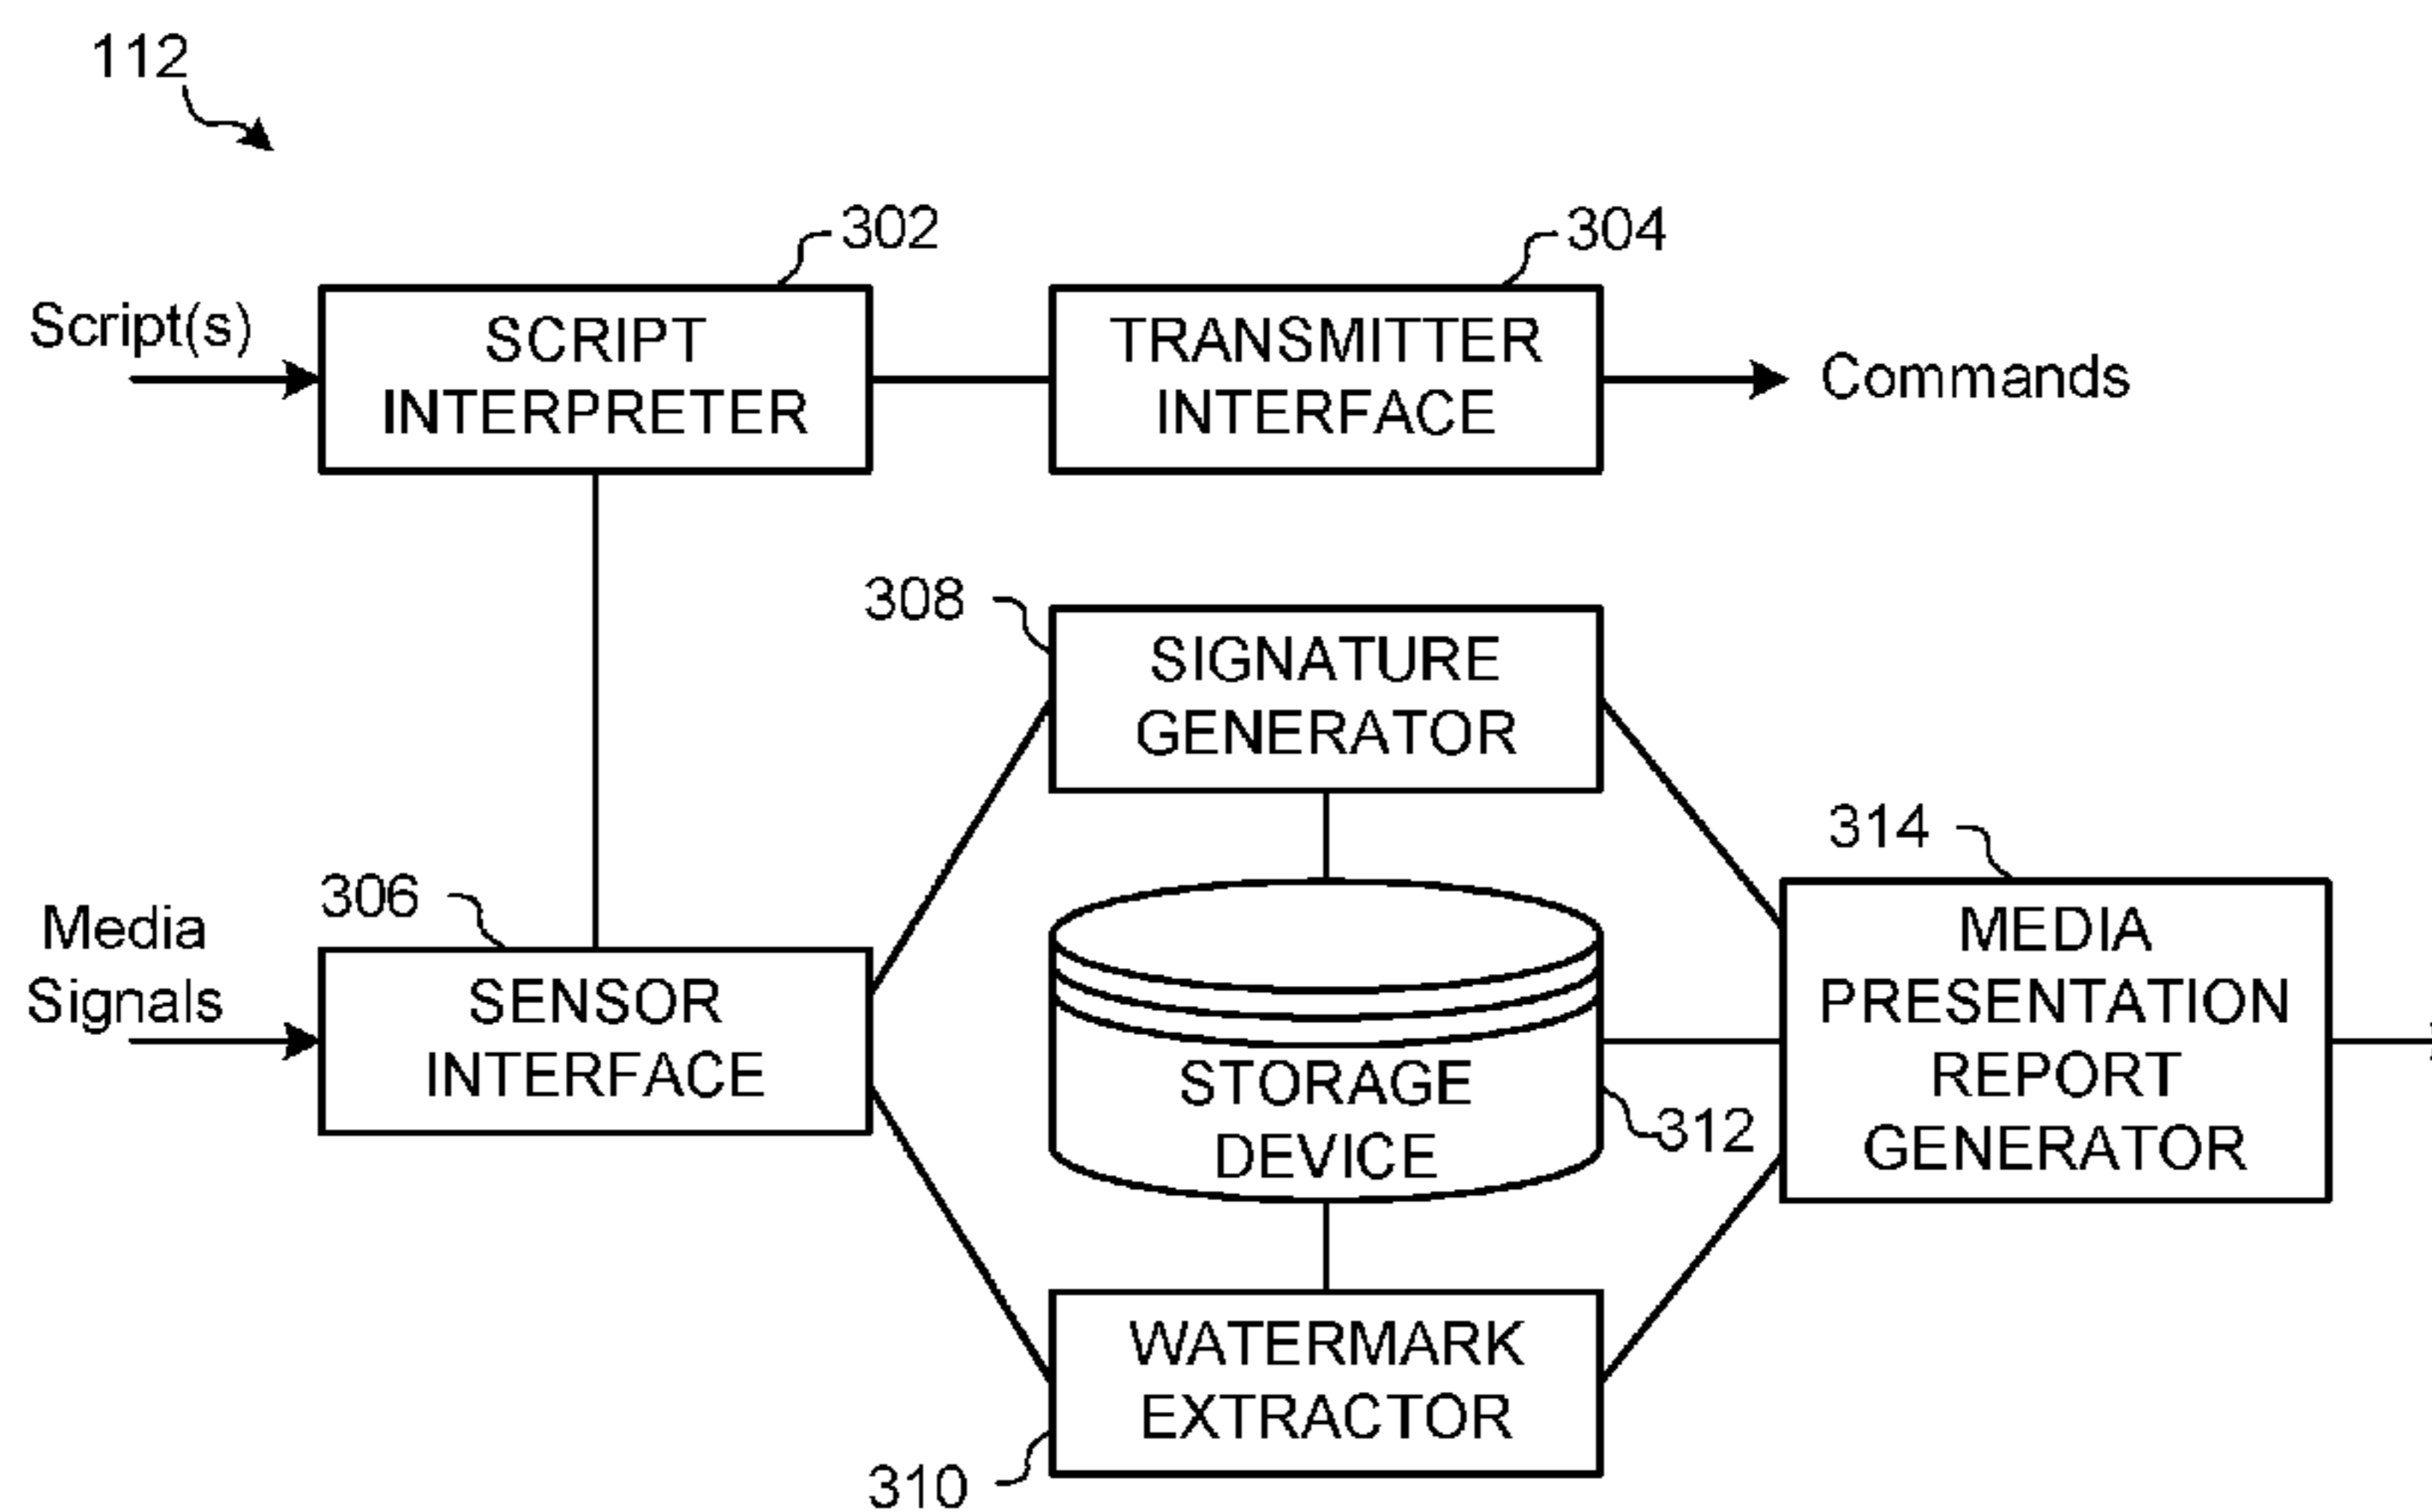 112
302
304
Script(s)
SCRIPT
INTERPRETER
TRANSMITTER
INTERFACE
Commands
308
SIGNATURE
GENERATOR
306
Media
Signals
SENSOR
INTERFACE
STORAGE
DEVICE
312
314
MEDIA
PRESENTATION
REPORT
GENERATOR
WATERMARK
EXTRACTOR
310